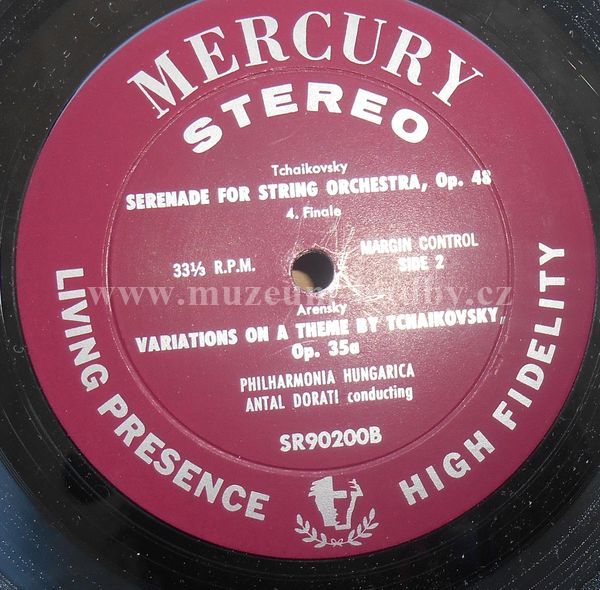 MERCURY
STEREO
Tchaikovsky
SERENADE FOR STRING ORCHESTRA, Op. 48
4. Finale
33⅓ R.P.M.
MARGIN CONTROL
SIDE 2
Arensky
VARIATIONS ON A THEME BY TCHAIKOVSKY,
Op. 35a
PHILHARMONIA HUNGARICA
ANTAL DORATI conducting
SR90200B
LIVING PRESENCE
HIGH FIDELITY